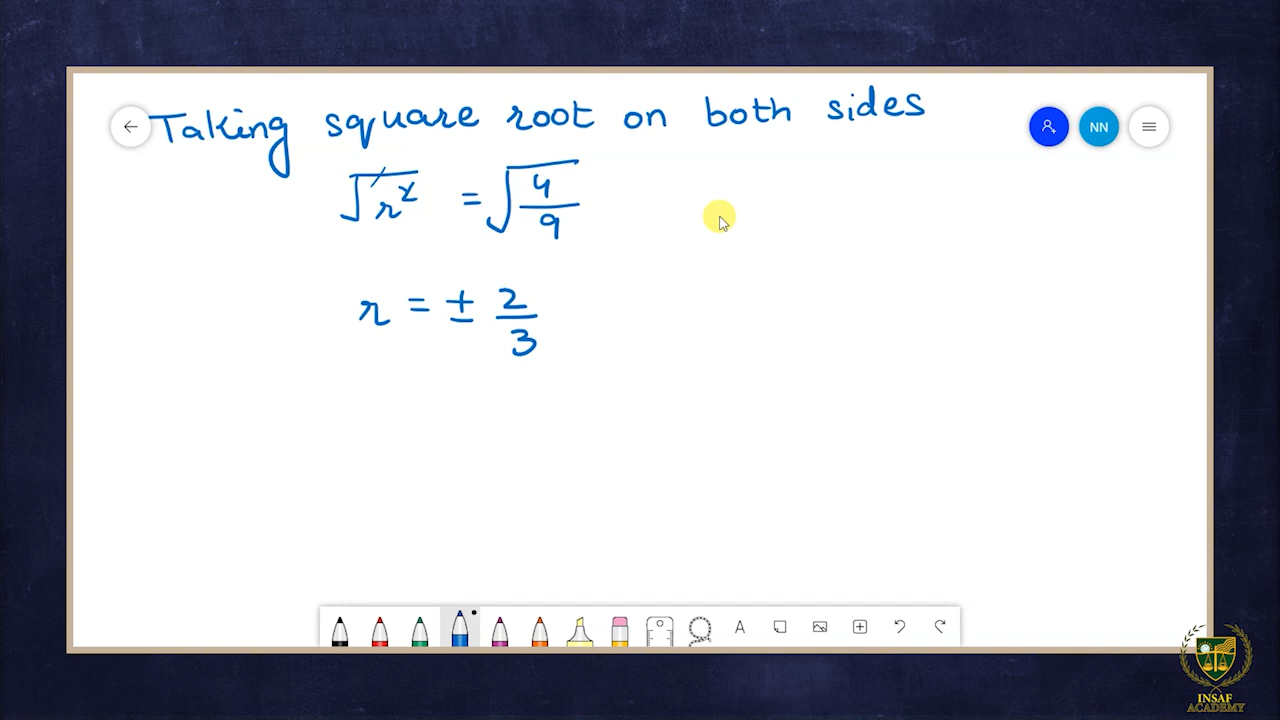 Taking square root on both sides
√r² = √4/9
r = ± 2/3
NN
A
INSAF
ACADEMY